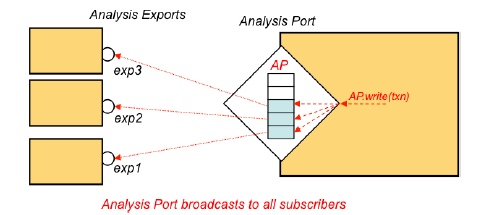 Analysis Exports
Analysis Port
AP
exp3
AP.write(txn)
exp2
exp1
Analysis Port broadcasts to all subscribers